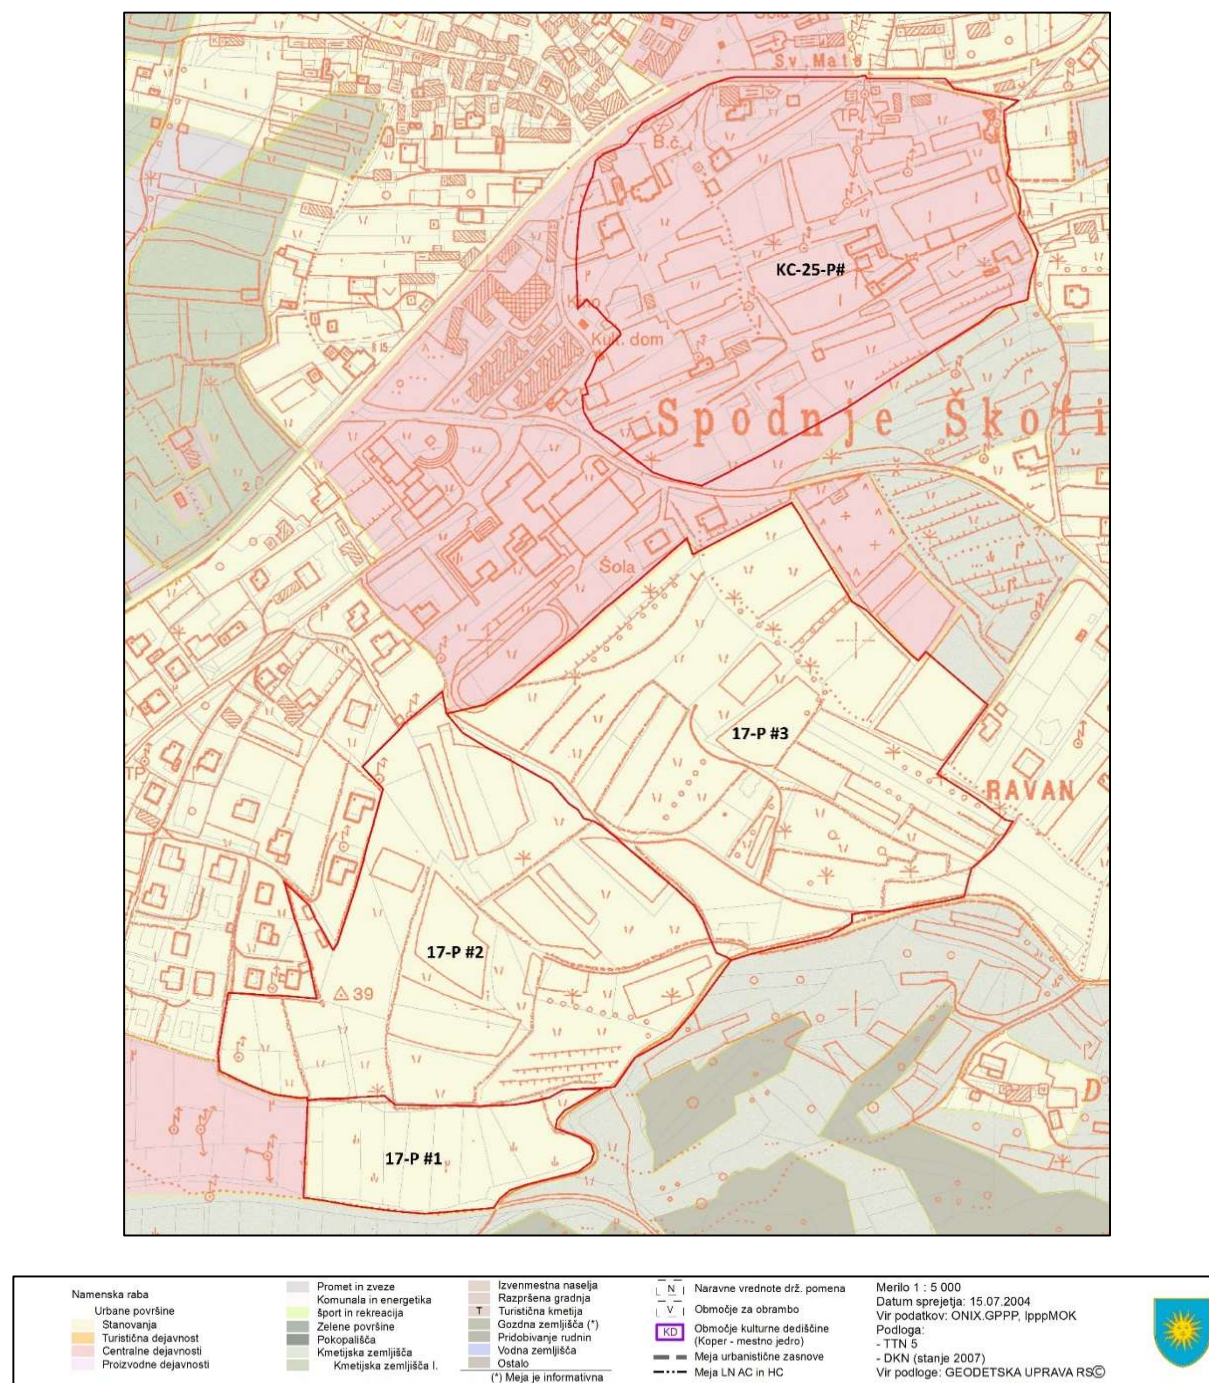 Šola
Sv. Mate
TP
B.č.
KC-25-P#
Kult. dom
Spodnje Škofi
Šola
17-P #3
RAVAN
TP
17-P #2
39
D
17-P #1
Namenska raba
Urbane površine
Stanovanja
Turistična dejavnost
Centralne dejavnosti
Proizvodne dejavnosti
Promet in zveze
Komunala in energetika
šport in rekreacija
Zelene površine
Pokopališča
Kmetijska zemljišča
Kmetijska zemljišča I.
Izvenmestna naselja
Razpršena gradnja
T Turistična kmetija
Gozdna zemljišča (*)
Pridobivanje rudnin
Vodna zemljišča
Ostalo
(*) Meja je informativna
N Naravne vrednote drž. pomena
V Območje za obrambo
KD Območje kulturne dediščine
(Koper - mestno jedro)
Meja urbanistične zasnove
Meja LN AC in HC
Merilo 1 : 5 000
Datum sprejetja: 15.07.2004
Vir podatkov: ONIX.GPPP, IpppMOK
Podloga:
- TTN 5
- DKN (stanje 2007)
Vir podloge: GEODETSKA UPRAVA RS©